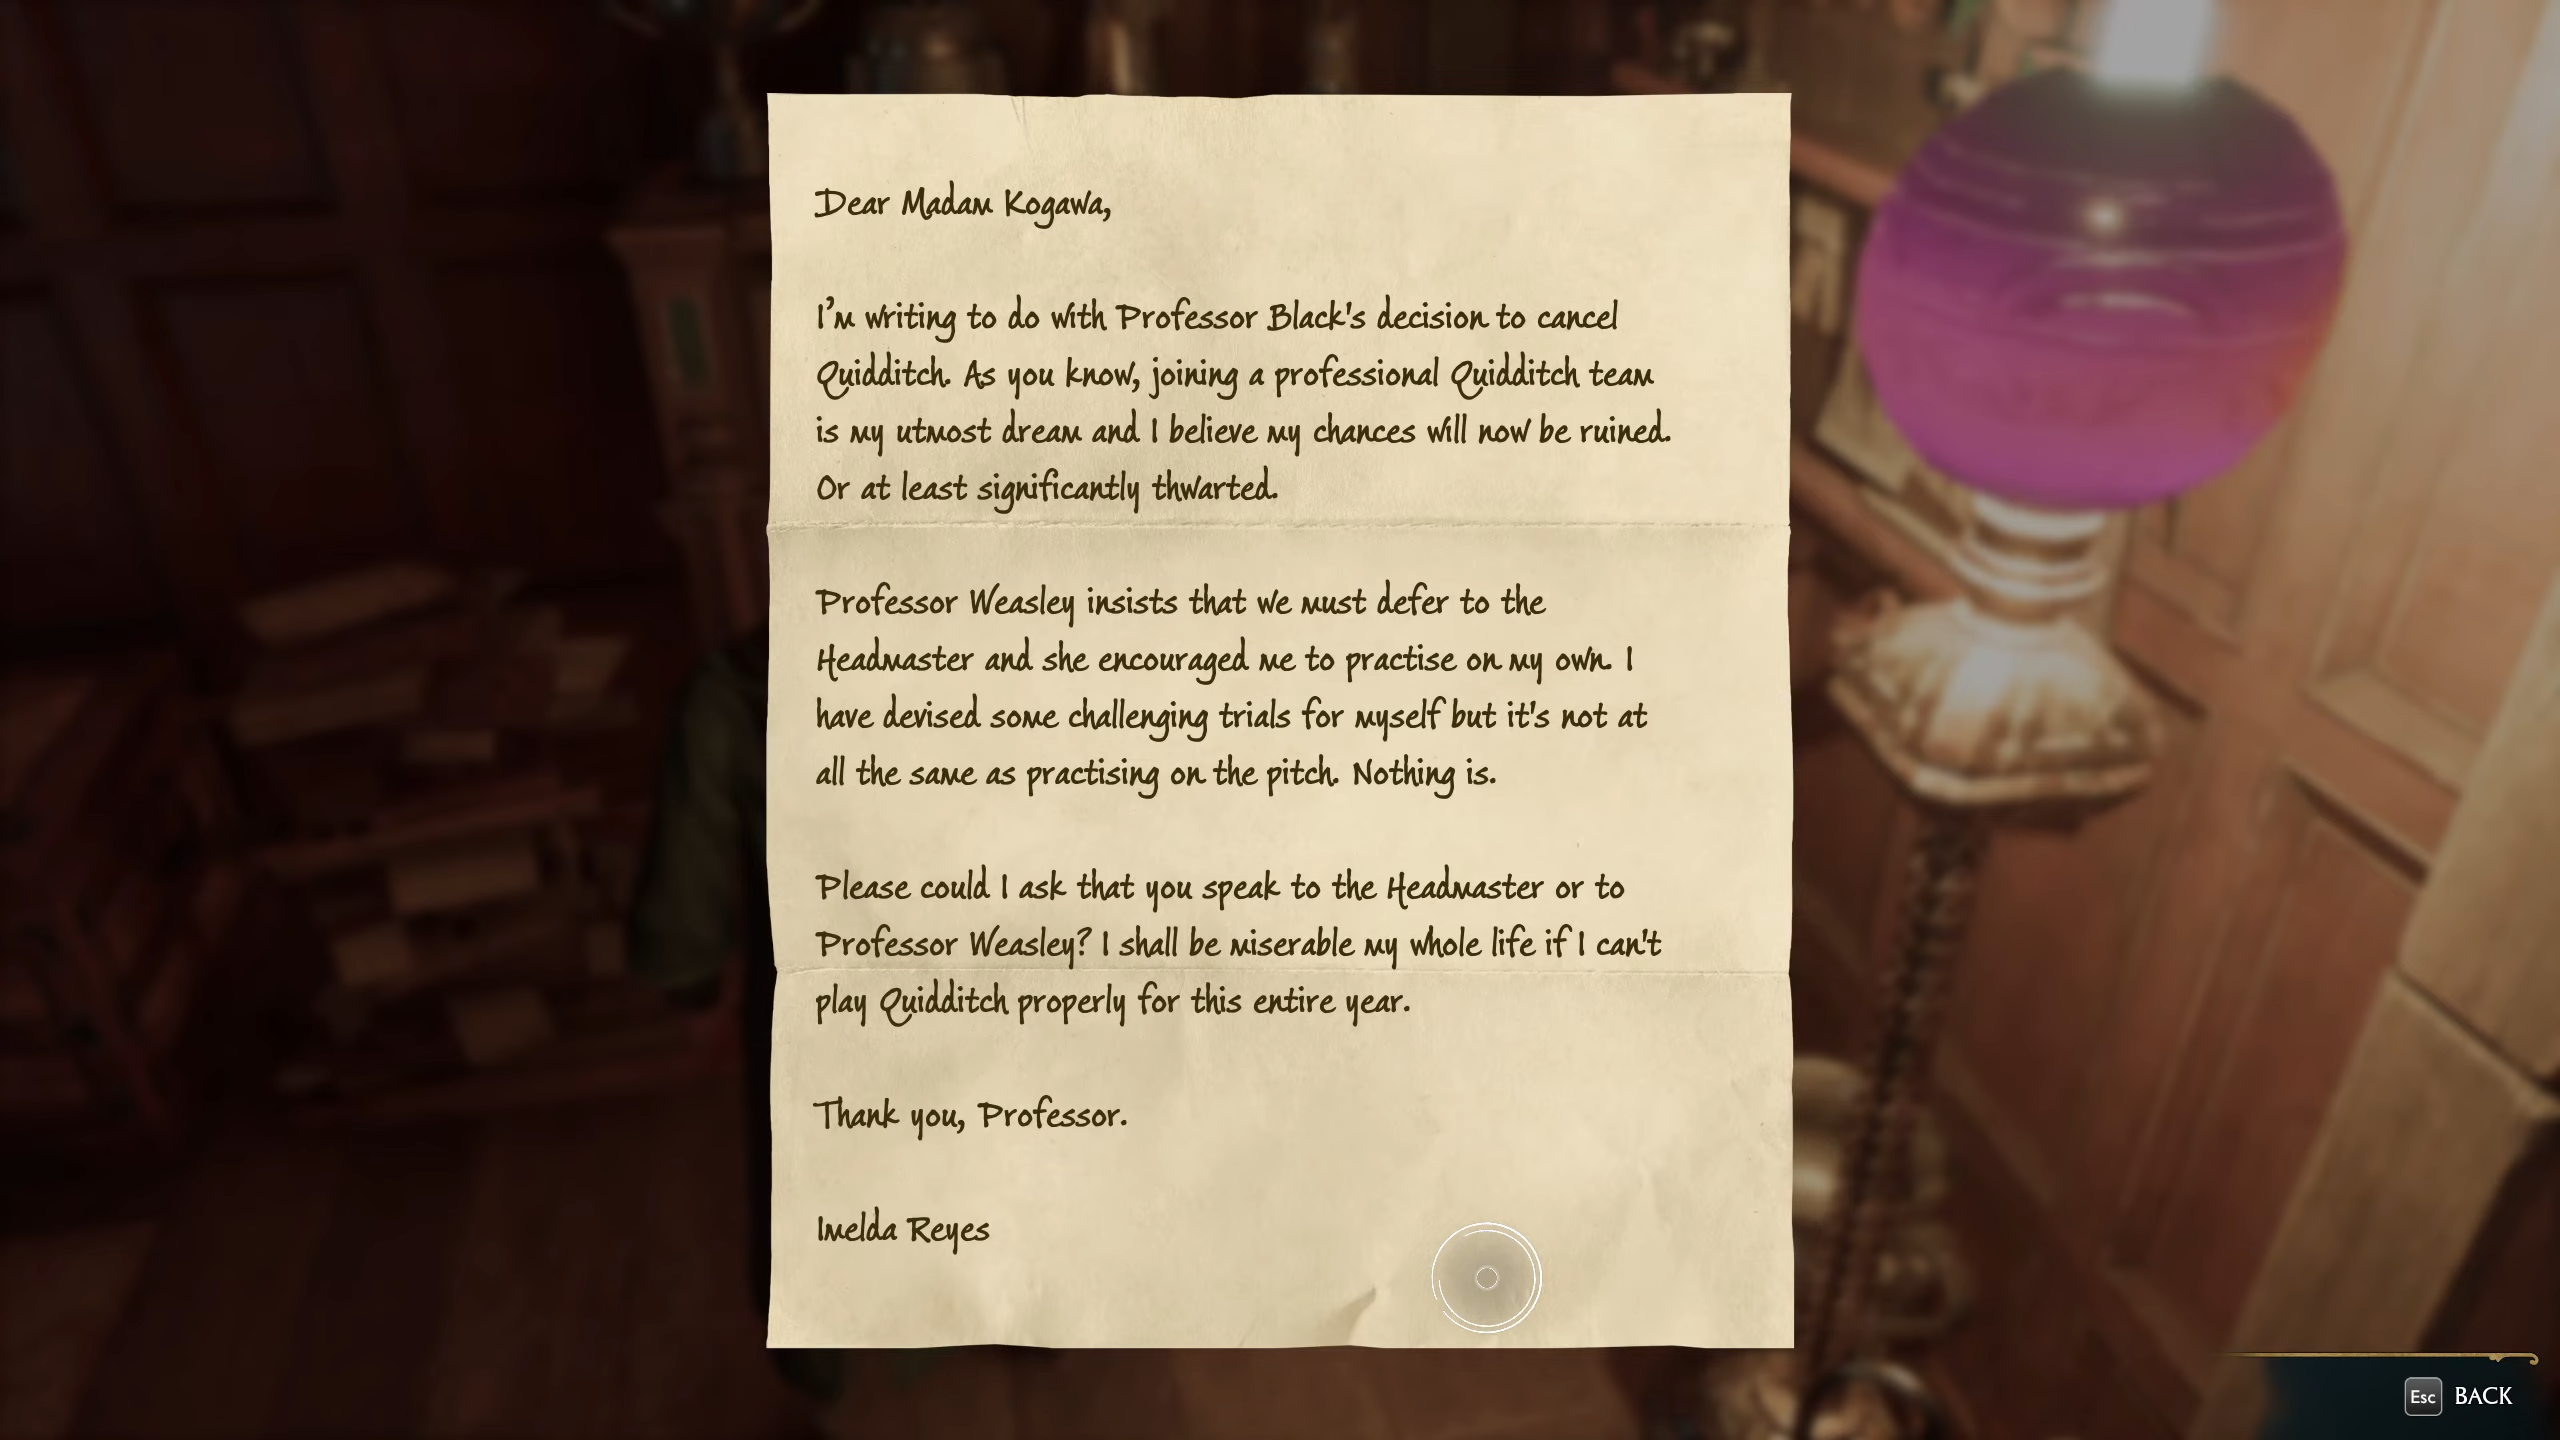 Dear Madam Kogawa,
I'm writing to do with Professor Black's decision to cancel
Quidditch. As you know, joining a professional Quidditch team
is my utmost dream and I believe my chances will now be ruined.
Or at least significantly thwarted.
Professor Weasley insists that we must defer to the
Headmaster and she encouraged me to practise on my own. I
have devised some challenging trials for myself but it's not at
all the same as practising on the pitch. Nothing is.
Please could I ask that you speak to the Headmaster or to
Professor Weasley? I shall be miserable my whole life if I can't
play Quidditch properly for this entire year.
Thank you, Professor.
Imelda Reyes
Esc BACK